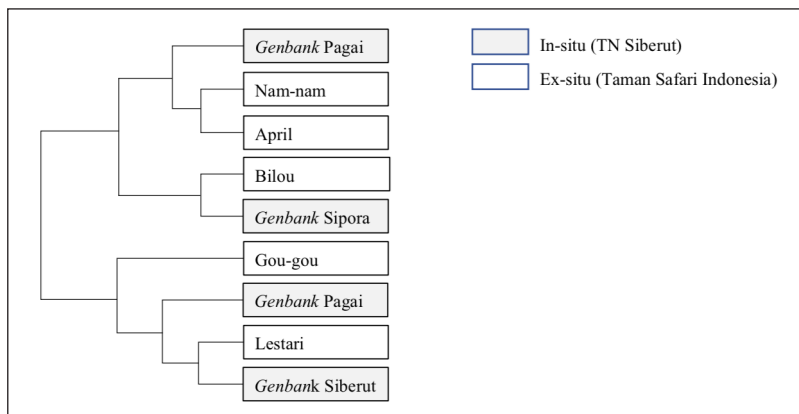 Genbank Pagai
Nam-nam
April
Bilou
Genbank Sipora
Gou-gou
Genbank Pagai
Lestari
Genbank Siberut
In-situ (TN Siberut)
Ex-situ (Taman Safari Indonesia)